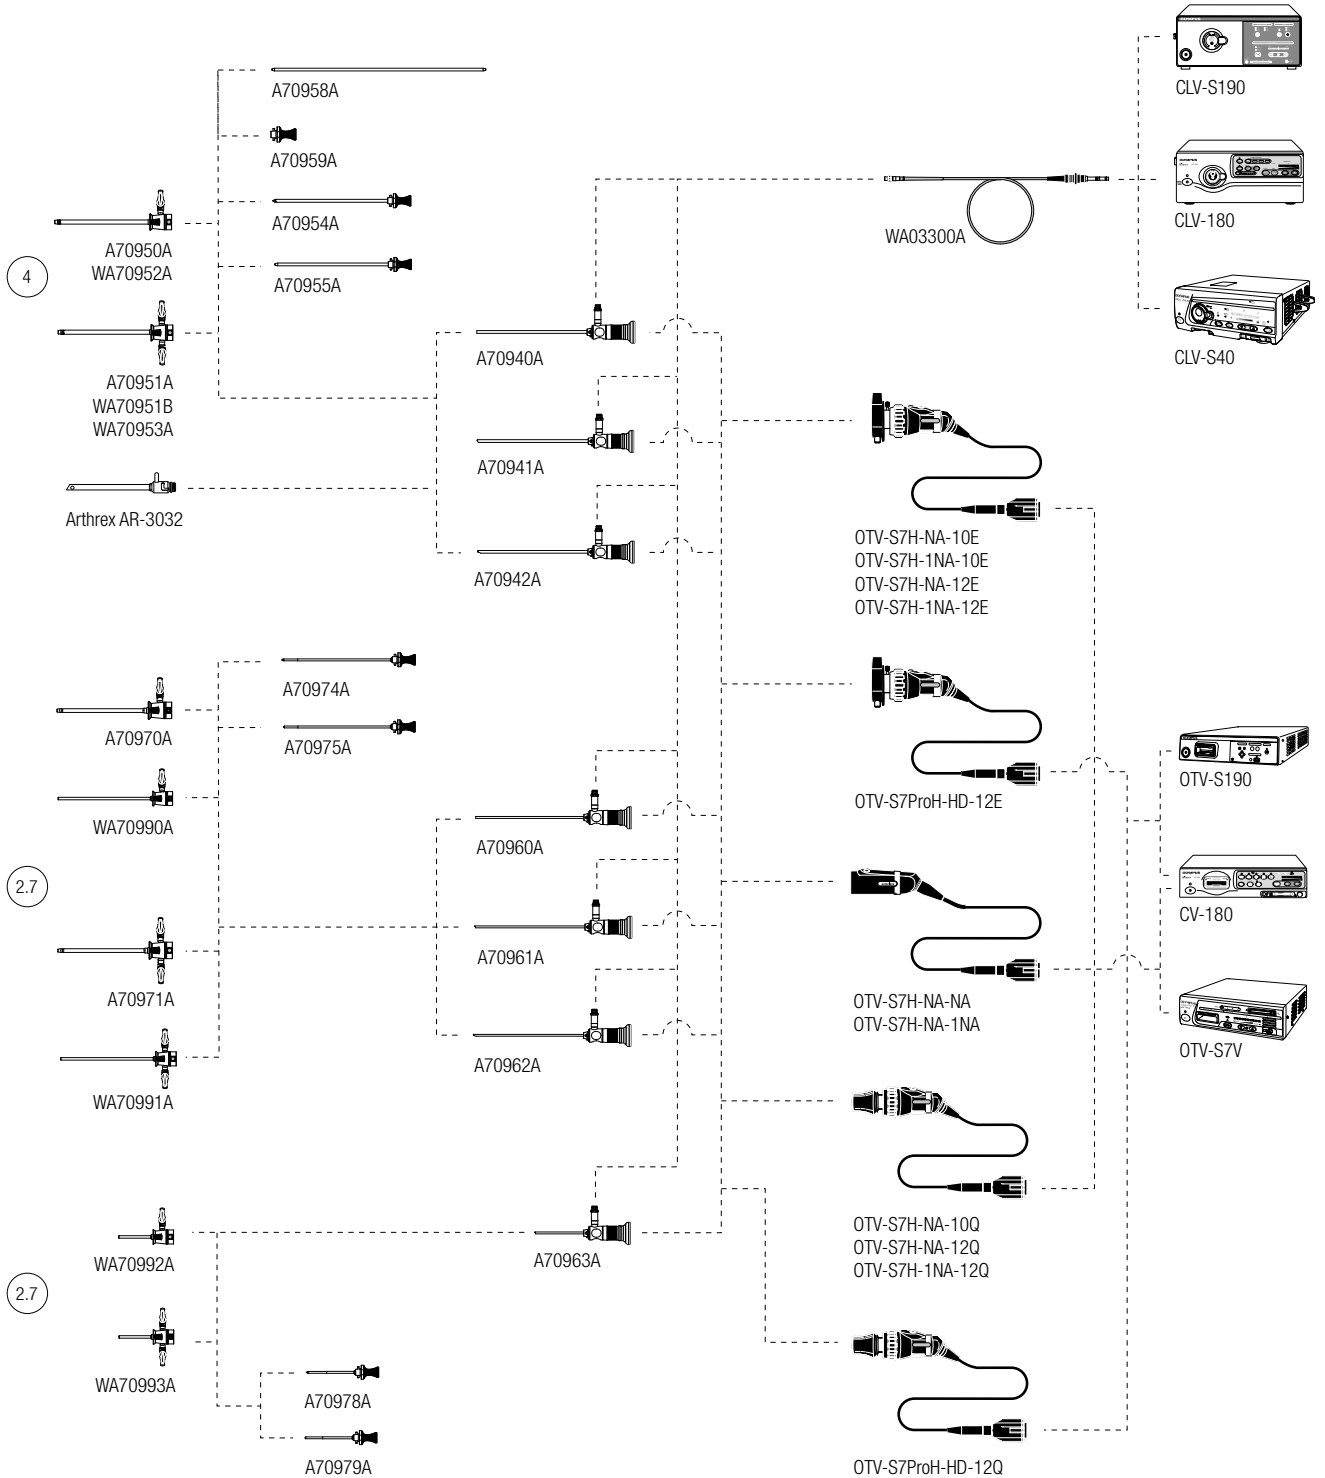 CLV-S190
A70958A
A70959A
CLV-180
A70954A
WA03300A
A70950A
WA70952A
4
A70955A
A70940A
CLV-S40
A70951A
WA70951B
WA70953A
A70941A
Arthrex AR-3032
A70942A
OTV-S7H-NA-10E
OTV-S7H-1NA-10E
OTV-S7H-NA-12E
OTV-S7H-1NA-12E
A70974A
A70970A
A70975A
OTV-S190
WA70990A
OTV-S7ProH-HD-12E
A70960A
2.7
CV-180
A70961A
A70971A
OTV-S7H-NA-NA
OTV-S7H-NA-1NA
A70962A
OTV-S7V
WA70991A
OTV-S7H-NA-10Q
OTV-S7H-NA-12Q
OTV-S7H-1NA-12Q
WA70992A
A70963A
2.7
WA70993A
A70978A
A70979A
OTV-S7ProH-HD-12Q